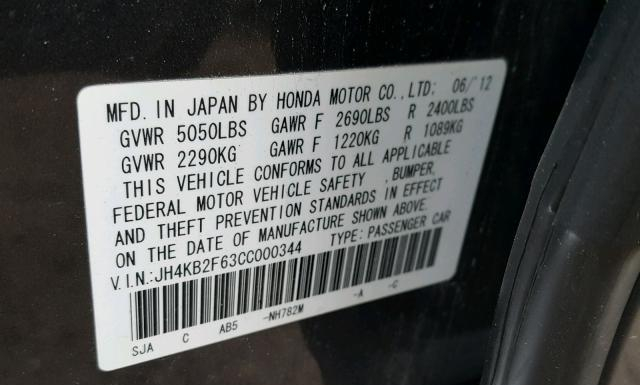 MFD. IN JAPAN BY HONDA MOTOR CO., LTD: 06/12
GVWR 5050LBS GAWR F 2690LBS R 2400LBS
GVWR 2290KG GAWR F 1220KG R 1089KG
THIS VEHICLE CONFORMS TO ALL APPLICABLE
FEDERAL MOTOR VEHICLE SAFETY ,BUMPER,
AND THEFT PREVENTION STANDARDS IN EFFECT
ON THE DATE OF MANUFACTURE SHOWN ABOVE.
V.I.N.:JH4KB2F63CC000344 TYPE: PASSENGER CAR
SJA C AB5 -NH782M -A -C